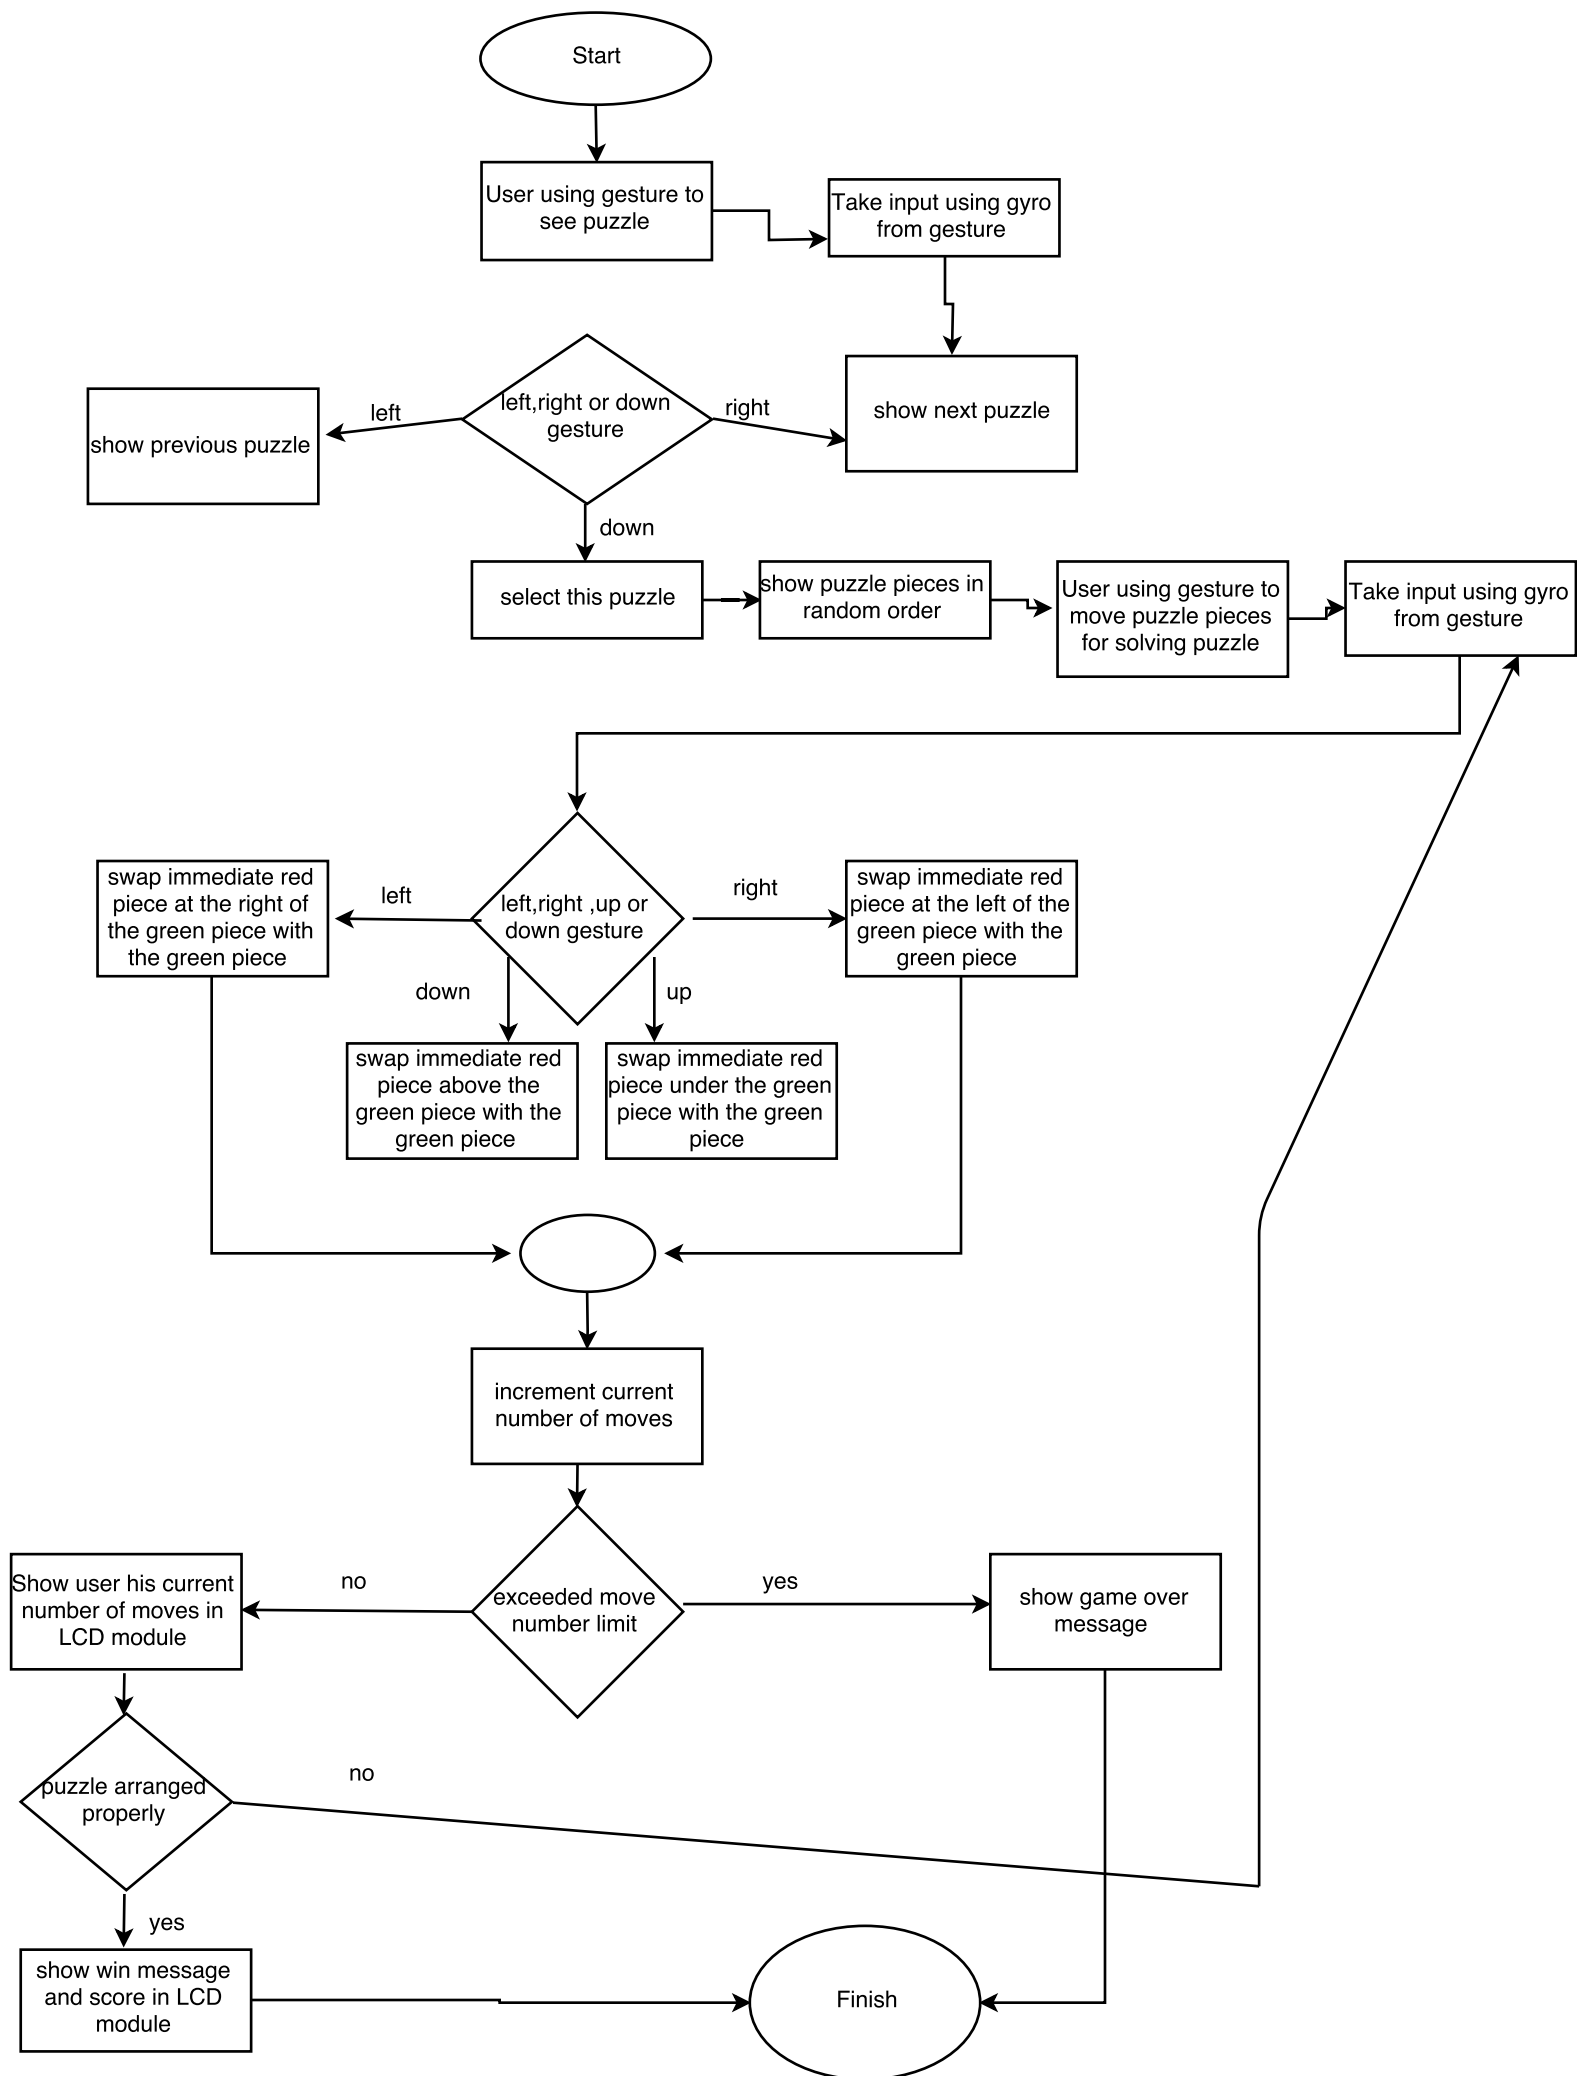 Start
User using gesture to
see puzzle
Take input using gyro
from gesture
left,right or down
gesture
left
right
down
show previous puzzle
show next puzzle
select this puzzle
show puzzle pieces in
random order
User using gesture to
move puzzle pieces
for solving puzzle
Take input using gyro
from gesture
left,right ,up or
down gesture
left
right
down
up
swap immediate red
piece at the right of
the green piece with
the green piece
swap immediate red
piece at the left of the
green piece with the
green piece
swap immediate red
piece above the
green piece with the
green piece
swap immediate red
piece under the green
piece with the green
piece
increment current
number of moves
exceeded move
number limit
no
yes
Show user his current
number of moves in
LCD module
show game over
message
puzzle arranged
properly
no
yes
show win message
and score in LCD
module
Finish